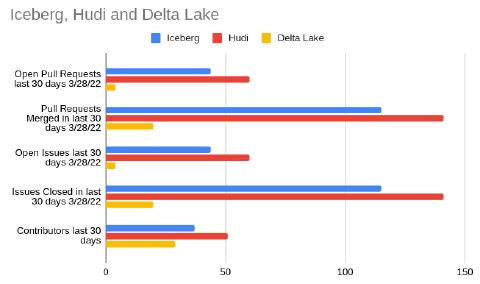 Iceberg, Hudi and Delta Lake
Iceberg
Hudi
Delta Lake
Open Pull Requests
last 30 days 3/28/22
Pull Requests
Merged in last 30
days 3/28/22
Open Issues last 30
days 3/28/22
Issues Closed in last
30 days 3/28/22
Contributors last 30
days
0
50
100
150